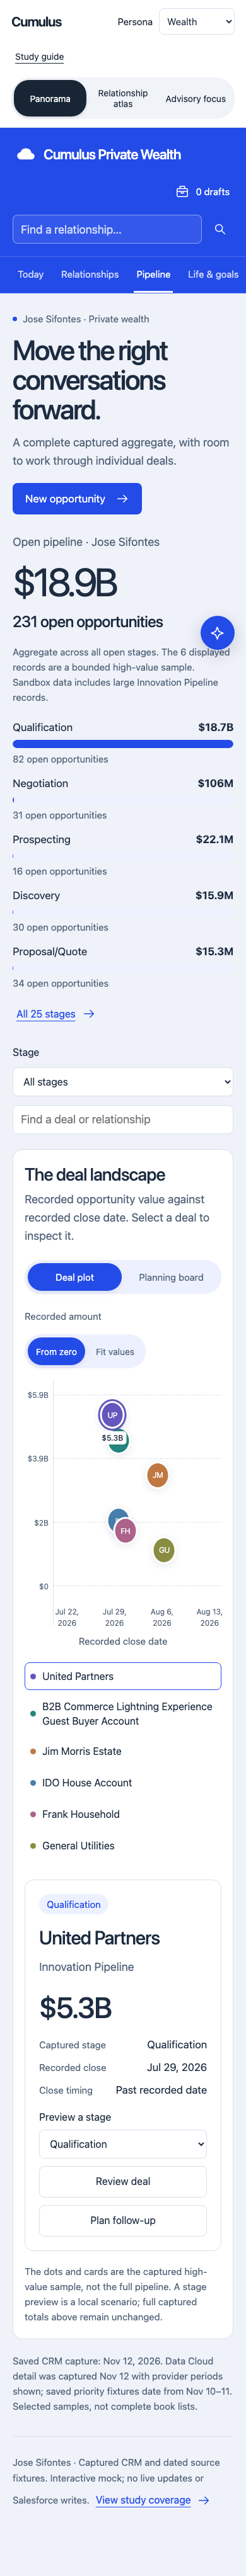 Cumulus
Persona
Wealth
Study guide
Panorama
Relationship
atlas
Advisory focus
Cumulus Private Wealth
0 drafts
Find a relationship...
Today
Relationships
Pipeline
Life & goals
Jose Sifontes · Private wealth
Move the right
conversations
forward.
A complete captured aggregate, with room
to work through individual deals.
New opportunity
Open pipeline · Jose Sifontes
$18.9B
231 open opportunities
Aggregate across all open stages. The 6 displayed
records are a bounded high-value sample.
Sandbox data includes large Innovation Pipeline
records.
Qualification
$18.7B
82 open opportunities
Negotiation
$106M
31 open opportunities
Prospecting
$22.1M
16 open opportunities
Discovery
$15.9M
30 open opportunities
Proposal/Quote
$15.3M
34 open opportunities
All 25 stages
Stage
All stages
Find a deal or relationship
The deal landscape
Recorded opportunity value against
recorded close date. Select a deal to
inspect it.
Deal plot
Planning board
Recorded amount
From zero
Fit values
$5.9B
UP
$5.3B
$3.9B
JM
$2B
FH
GU
$0
Jul 22,
2026
Jul 29,
2026
Aug 6,
2026
Aug 13,
2026
Recorded close date
United Partners
B2B Commerce Lightning Experience
Guest Buyer Account
Jim Morris Estate
IDO House Account
Frank Household
General Utilities
Qualification
United Partners
Innovation Pipeline
$5.3B
Captured stage
Qualification
Recorded close
Jul 29, 2026
Close timing
Past recorded date
Preview a stage
Qualification
Review deal
Plan follow-up
The dots and cards are the captured high-
value sample, not the full pipeline. A stage
preview is a local scenario; full captured
totals above remain unchanged.
Saved CRM capture: Nov 12, 2026. Data Cloud
detail was captured Nov 12 with provider periods
shown; saved priority fixtures date from Nov 10–11.
Selected samples, not complete book lists.
Jose Sifontes · Captured CRM and dated source
fixtures. Interactive mock; no live updates or
Salesforce writes.
View study coverage